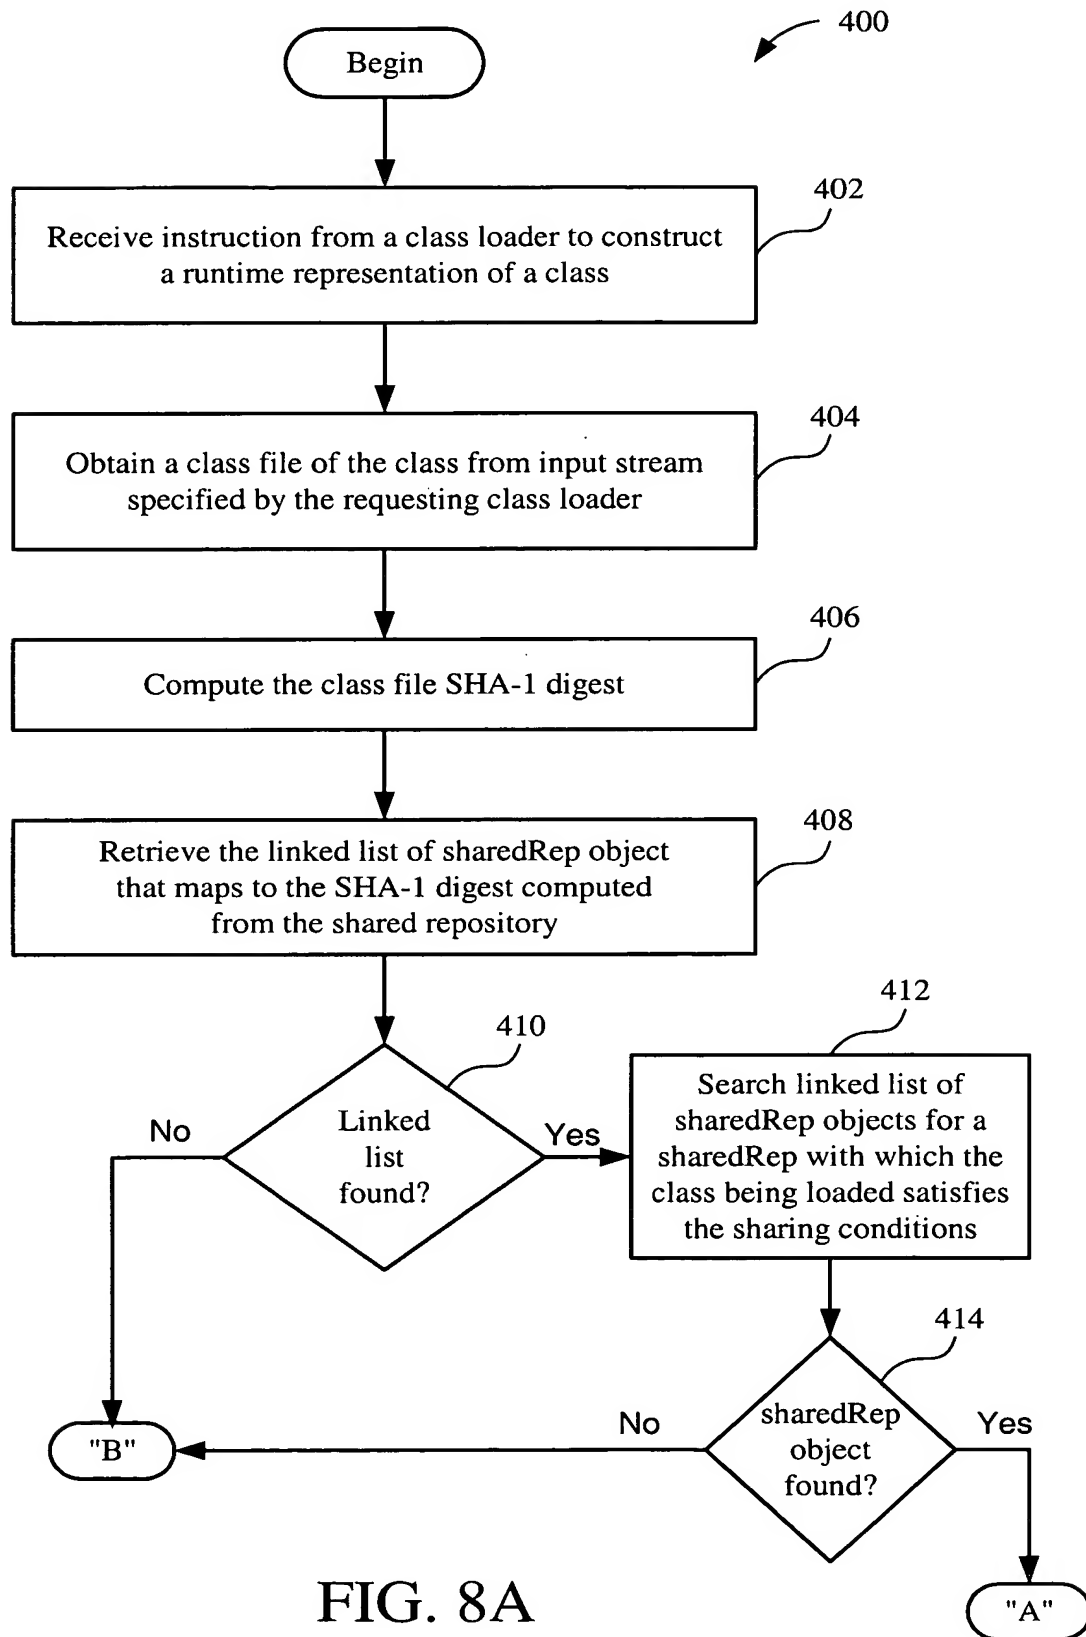 400
Begin
402
Receive instruction from a class loader to construct
a runtime representation of a class
404
Obtain a class file of the class from input stream
specified by the requesting class loader
406
Compute the class file SHA-1 digest
408
Retrieve the linked list of sharedRep object
that maps to the SHA-1 digest computed
from the shared repository
410
Linked
list
found?
No
Yes
412
Search linked list of
sharedRep objects for a
sharedRep with which the
class being loaded satisfies
the sharing conditions
414
sharedRep
object
found?
No
Yes
"B"
"A"
FIG. 8A